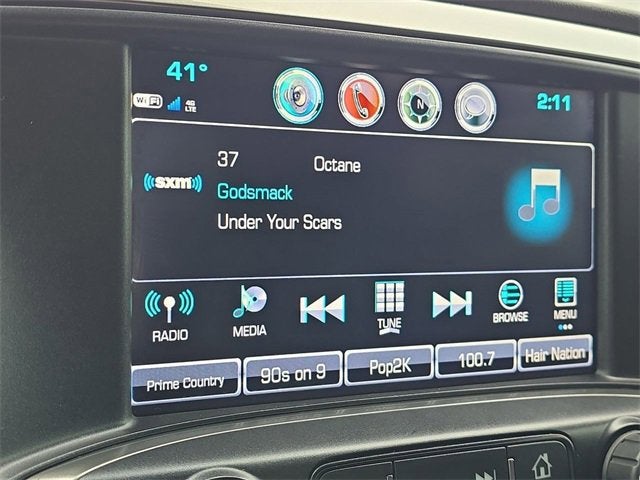 41°
2:11
Wi Fi 4G LTE
N
37 Octane
((sxm))
Godsmack
Under Your Scars
RADIO MEDIA TUNE BROWSE MENU
Prime Country 90s on 9 Pop2K 100.7 Hair Nation